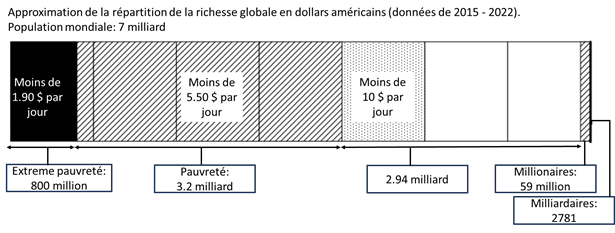 Approximation de la répartition de la richesse globale en dollars américains (données de 2015 - 2022).
Population mondiale: 7 milliard
Moins de
1.90 $ par
jour
Moins de
5.50 $ par
jour
Moins de
10 $ par
jour
Extreme pauvreté:
800 million
Pauvreté:
3.2 milliard
2.94 milliard
Millionaires:
59 million
Milliardaires:
2781